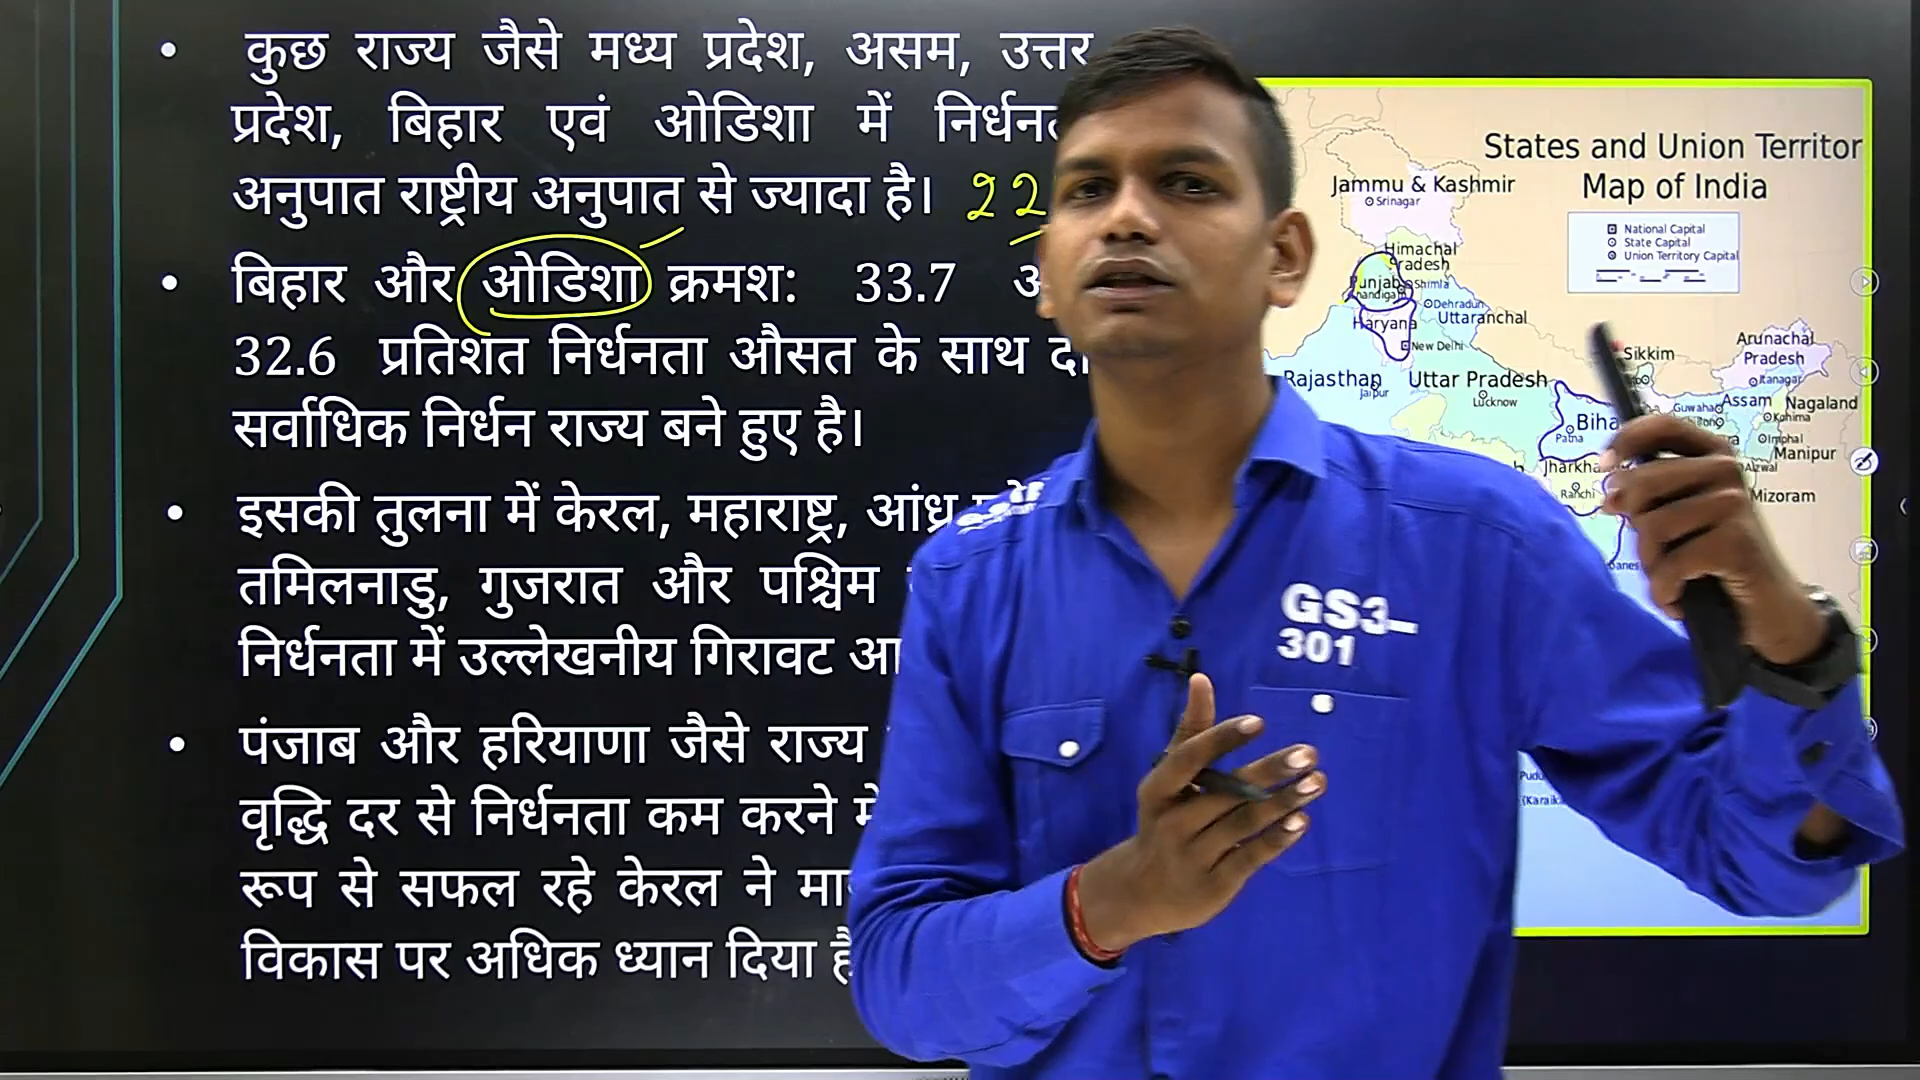 • कुछ राज्य जैसे मध्य प्रदेश, असम, उत्तर
प्रदेश, बिहार एवं ओडिशा में
अनुपात राष्ट्रीय अनुपात से ज्यादा है। 22
• बिहार और ओडिशा क्रमश: 33.7
32.6 प्रतिशत निर्धनता औसत के साथ
सर्वाधिक निर्धन राज्य बने हुए है।
• इसकी तुलना में केरल, महाराष्ट्र, आंध्र
तमिलनाडु, गुजरात और पश्चिम
निर्धनता में उल्लेखनीय गिरावट
• पंजाब और हरियाणा जैसे राज्य
वृद्धि दर से निर्धनता कम करने
रूप से सफल रहे केरल ने
विकास पर अधिक ध्यान दिया
States and Union Territor
Map of India
National Capital
State Capital
Union Territory Capital
Jammu & Kashmir
Srinagar
Himachal
Pradesh
Punjab
Shimla
Dehradun
Uttaranchal
Haryana
New Delhi
Rajasthan
Jaipur
Uttar Pradesh
Lucknow
Sikkim
Arunachal
Pradesh
Itanagar
Assam
Nagaland
Kohima
Imphal
Manipur
Mizoram
Patna
Ranchi
GS3-
301